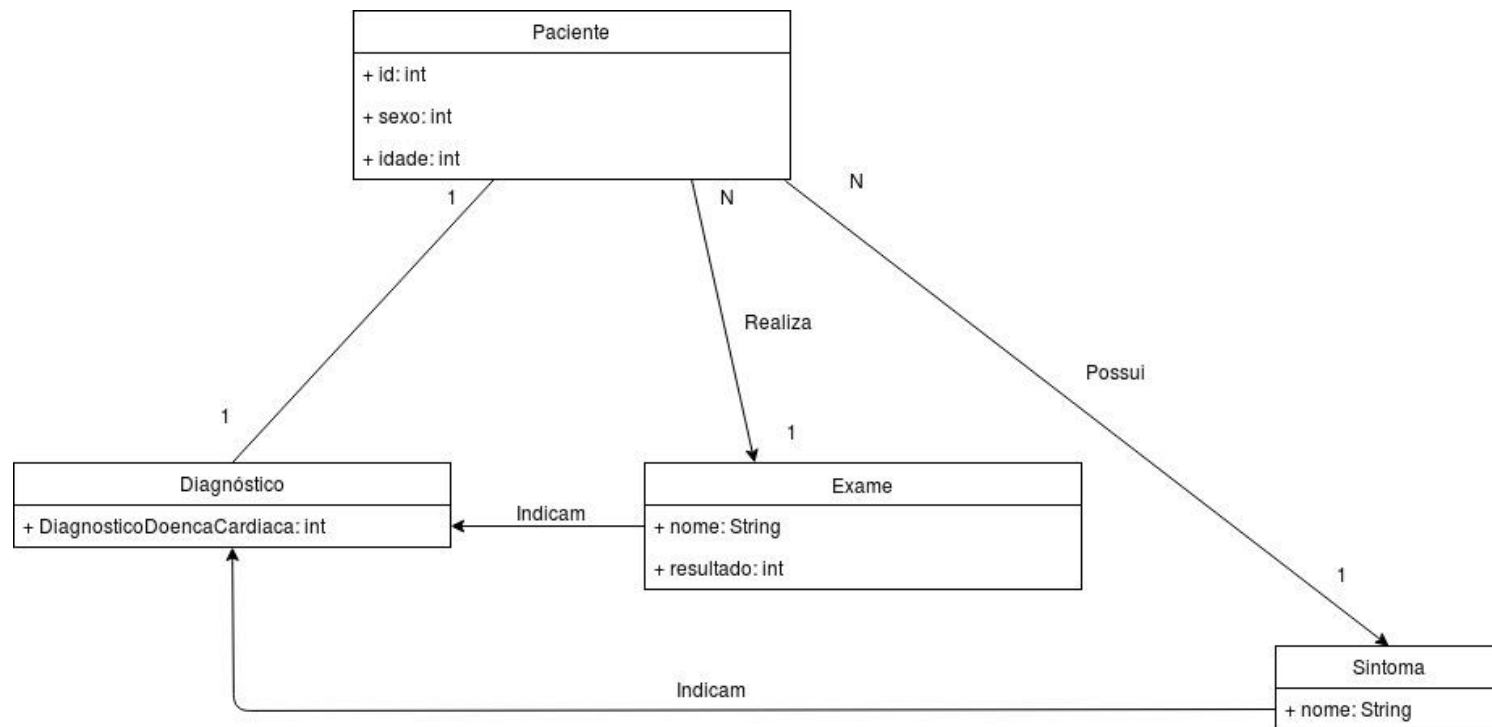 Paciente
+ id: int
+ sexo: int
+ idade: int
1
N
N
Realiza
Possui
1
1
1
Diagnóstico
+ DiagnosticoDoencaCardiaca: int
Indicam
Exame
+ nome: String
+ resultado: int
Sintoma
+ nome: String
Indicam